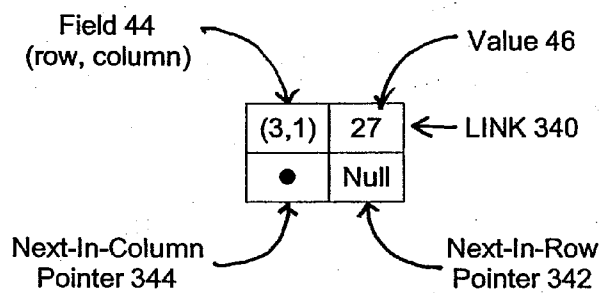 Field 44
(row, column)
Value 46
(3,1) 27
LINK 340
Null
Next-In-Column
Pointer 344
Next-In-Row
Pointer 342